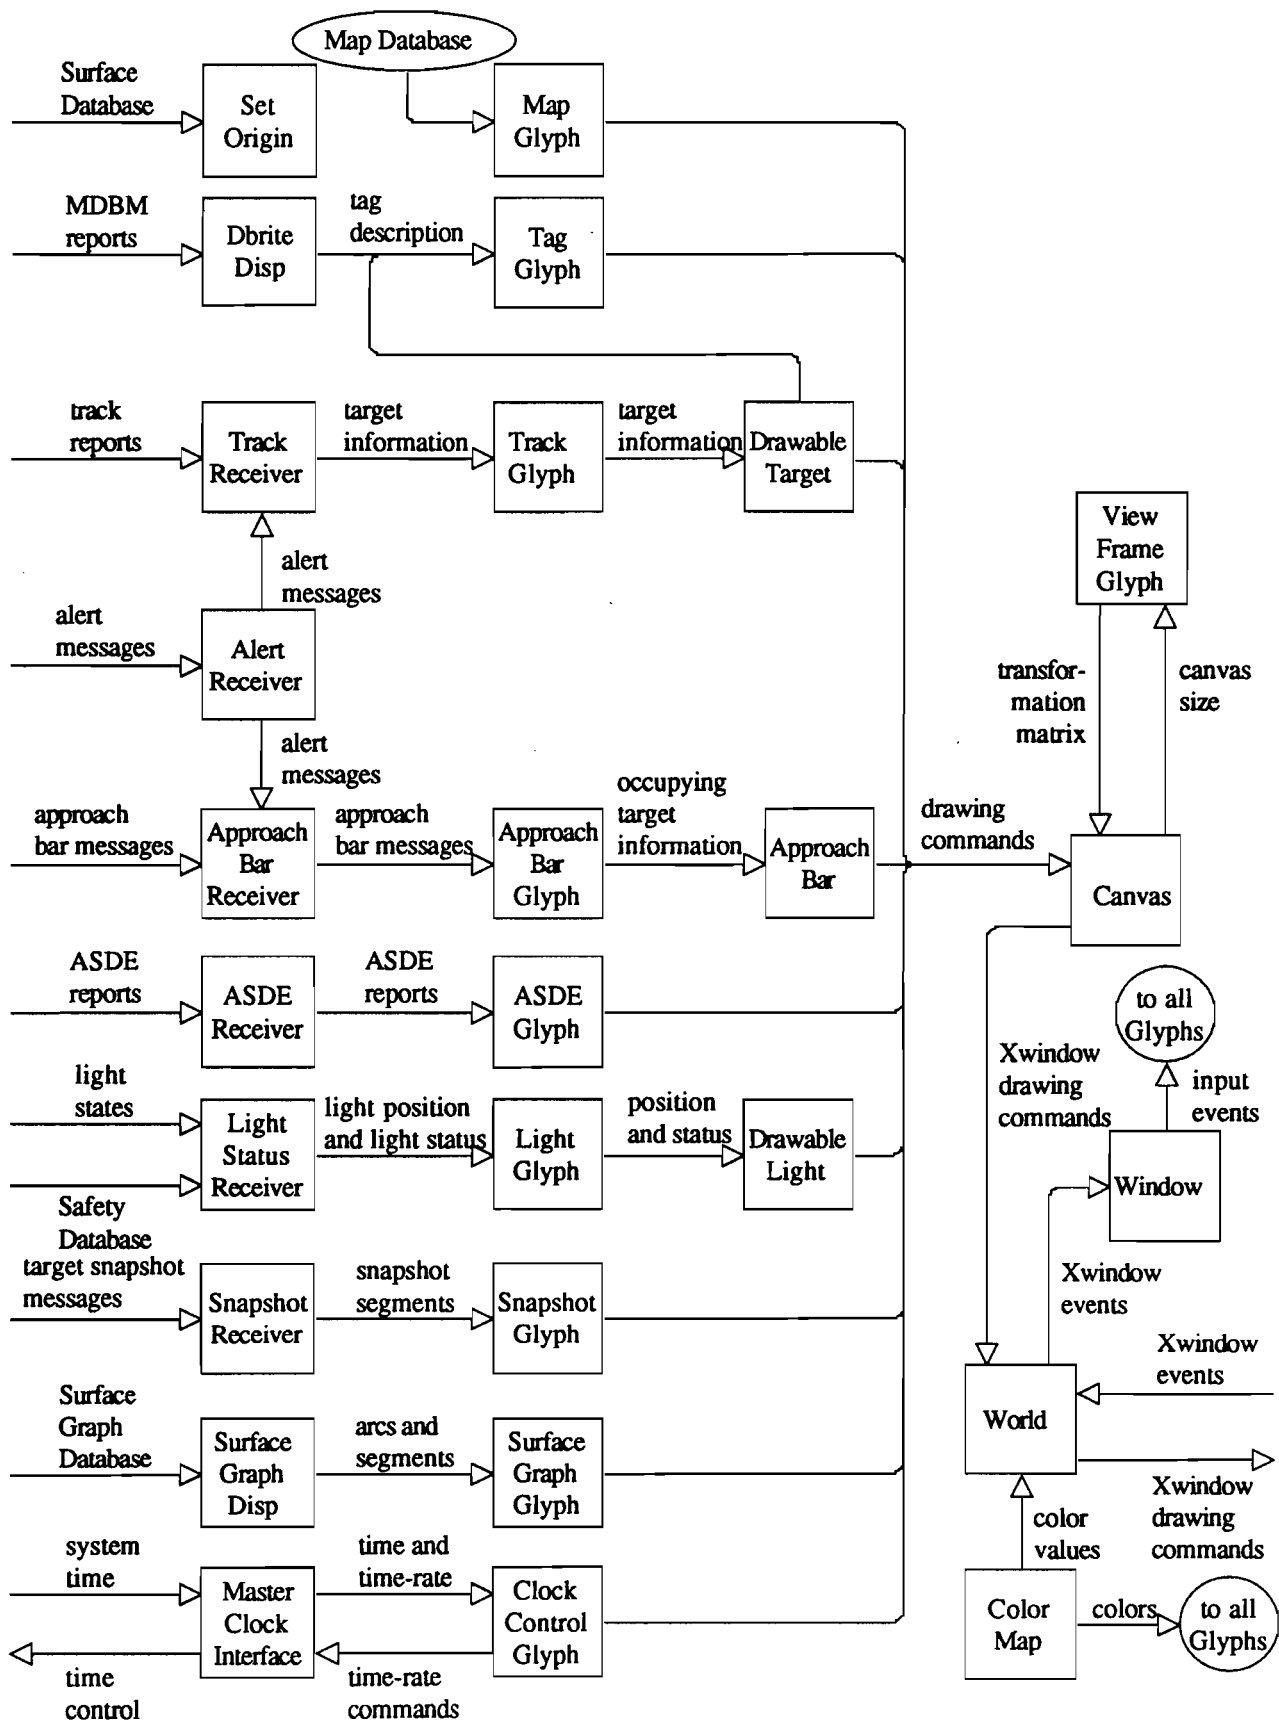 Map Database
Surface
Database
Set
Origin
Map
Glyph
MDBM
reports
Dbrite
Disp
tag
description
Tag
Glyph
track
reports
Track
Receiver
target
information
Track
Glyph
target
information
Drawable
Target
alert
messages
alert
messages
Alert
Receiver
alert
messages
View
Frame
Glyph
transfor-
mation
matrix
canvas
size
approach
bar messages
Approach
Bar
Receiver
approach
bar messages
Approach
Bar
Glyph
occupying
target
information
Approach
Bar
drawing
commands
Canvas
ASDE
reports
ASDE
Receiver
ASDE
reports
ASDE
Glyph
to all
Glyphs
Xwindow
drawing
commands
input
events
light
states
Safety
Database
Light
Status
Receiver
light position
and light status
Light
Glyph
position
and status
Drawable
Light
Window
Xwindow
events
target snapshot
messages
Snapshot
Receiver
snapshot
segments
Snapshot
Glyph
Xwindow
events
World
Surface
Graph
Database
Surface
Graph
Disp
arcs and
segments
Surface
Graph
Glyph
Xwindow
drawing
commands
color
values
system
time
Master
Clock
Interface
time and
time-rate
Clock
Control
Glyph
time
control
time-rate
commands
Color
Map
colors
to all
Glyphs